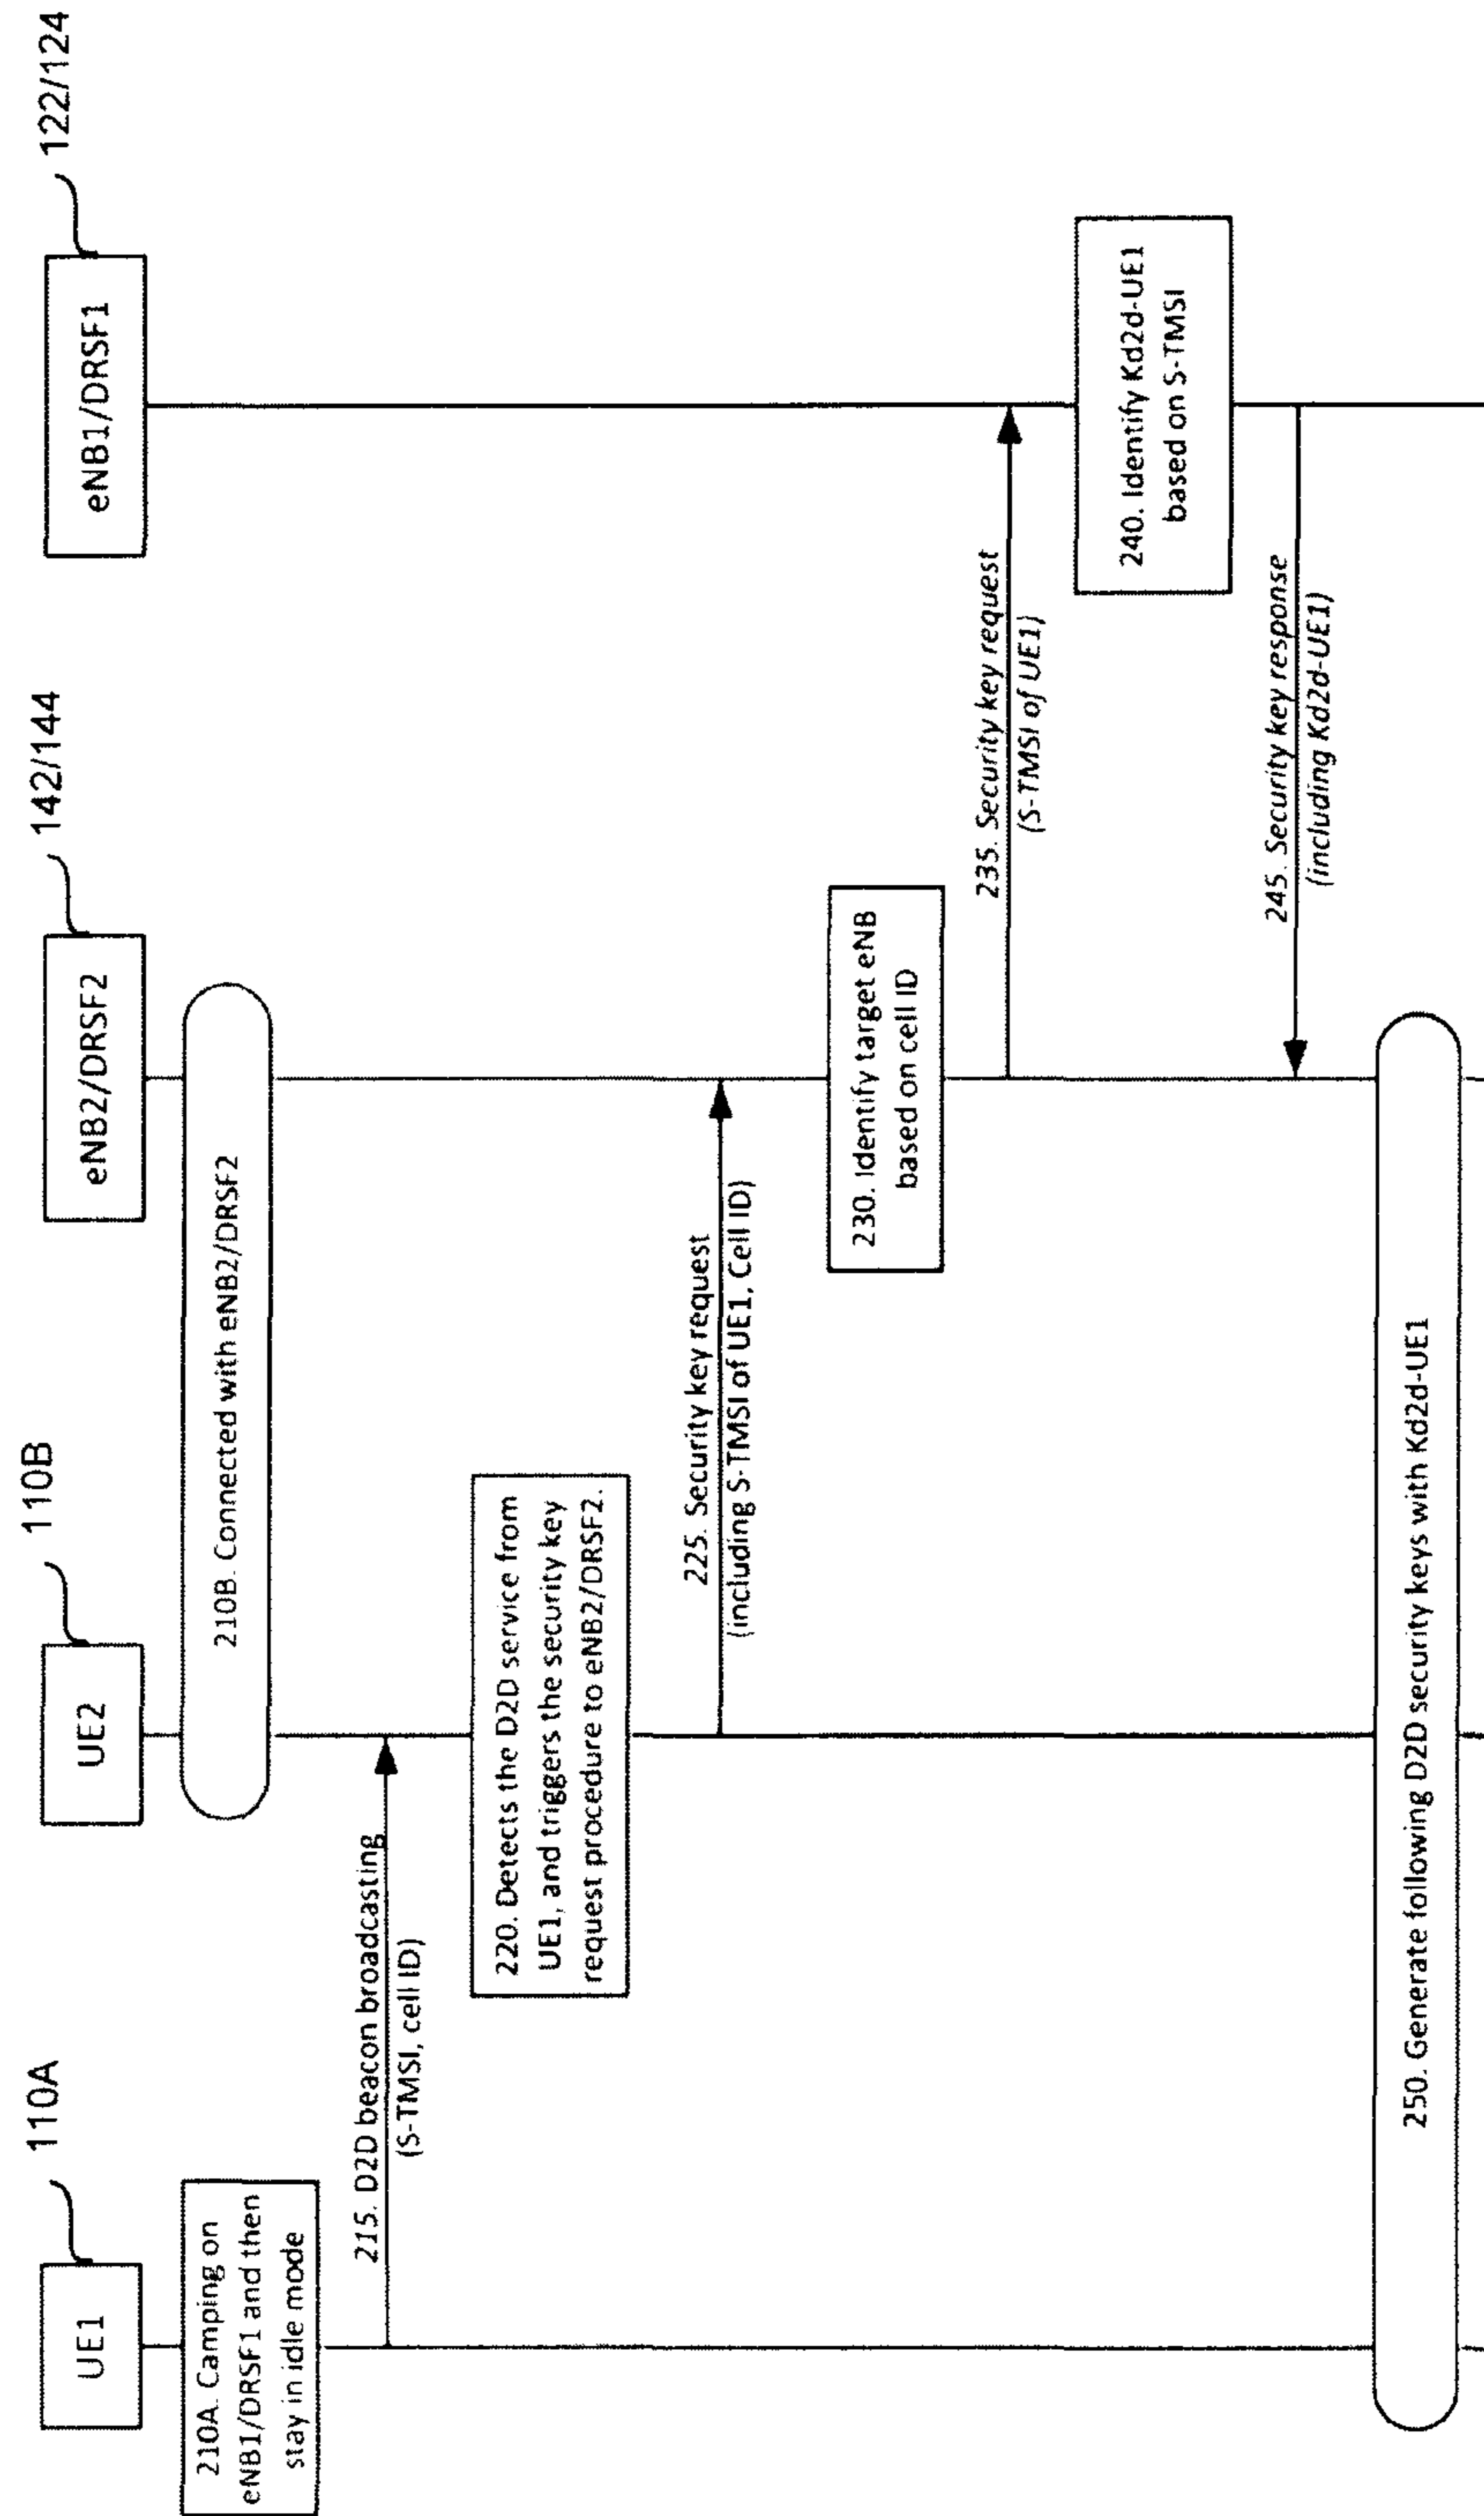 110A
110B
142/144
122/124
UE1
UE2
eNB2/DRSF2
eNB1/DRSF1
210A. Camping on
eNB1/DRSF1 and then
stay in idle mode
210B. Connected with eNB2/DRSF2
215. D2D beacon broadcasting
(S-TMSI, cell ID)
220. Detects the D2D service from
UE1, and triggers the security key
request procedure to eNB2/DRSF2.
225. Security key request
(including S-TMSI of UE1, Cell ID)
230. Identify target eNB
based on cell ID
235. Security key request
(S-TMSI of UE1)
240. Identify Kd2d-UE1
based on S-TMSI
245. Security key response
(including Kd2d-UE1)
250. Generate following D2D security keys with Kd2d-UE1